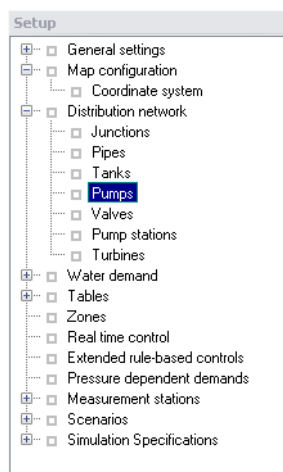 Setup
General settings
Map configuration
Coordinate system
Distribution network
Junctions
Pipes
Tanks
Pumps
Valves
Pump stations
Turbines
Water demand
Tables
Zones
Real time control
Extended rule-based controls
Pressure dependent demands
Measurement stations
Scenarios
Simulation Specifications